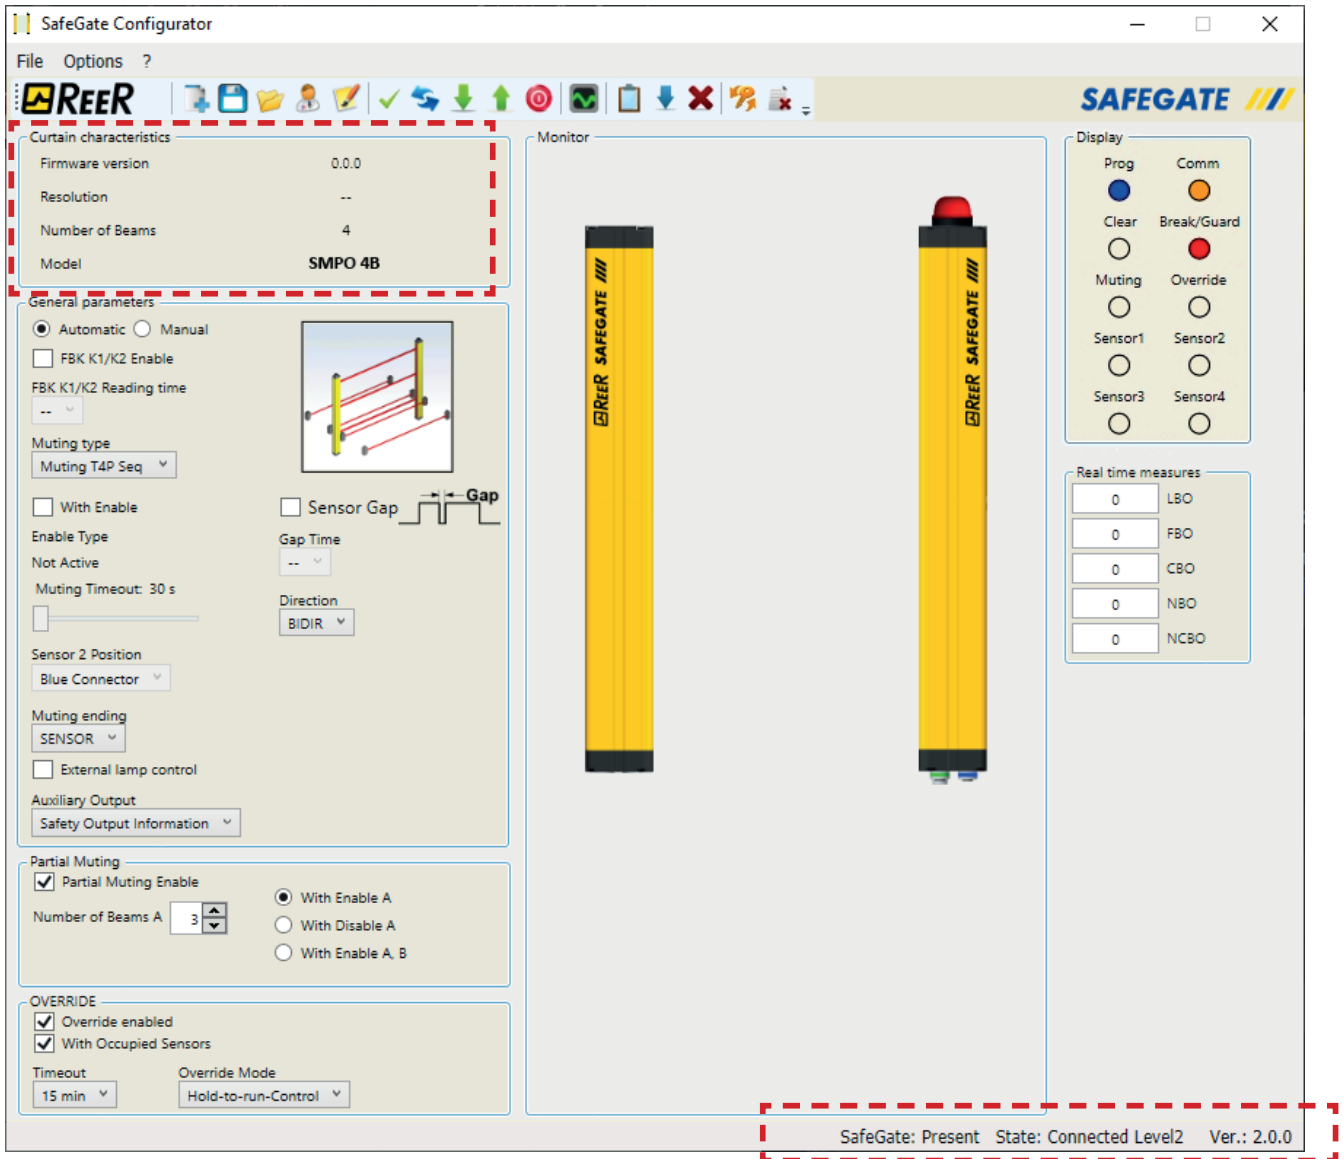 SafeGate Configurator
File Options ?
REER
SAFEGATE
Curtain characteristics
Firmware version 0.0.0
Resolution --
Number of Beams 4
Model SMPO 4B
General parameters
Automatic Manual
FBK K1/K2 Enable
FBK K1/K2 Reading time
--
Muting type
Muting T4P Seq
With Enable
Sensor Gap Gap
Enable Type
Not Active
Gap Time
--
Muting Timeout: 30 s
Direction
BIDIR
Sensor 2 Position
Blue Connector
Muting ending
SENSOR
External lamp control
Auxiliary Output
Safety Output Information
Partial Muting
Partial Muting Enable
Number of Beams A 3
With Enable A
With Disable A
With Enable A, B
OVERRIDE
Override enabled
With Occupied Sensors
Timeout Override Mode
15 min Hold-to-run-Control
Monitor
REER SAFEGATE
REER SAFEGATE
Display
Prog Comm
Clear Break/Guard
Muting Override
Sensor1 Sensor2
Sensor3 Sensor4
Real time measures
0 LBO
0 FBO
0 CBO
0 NBO
0 NCBO
SafeGate: Present State: Connected Level2 Ver.: 2.0.0